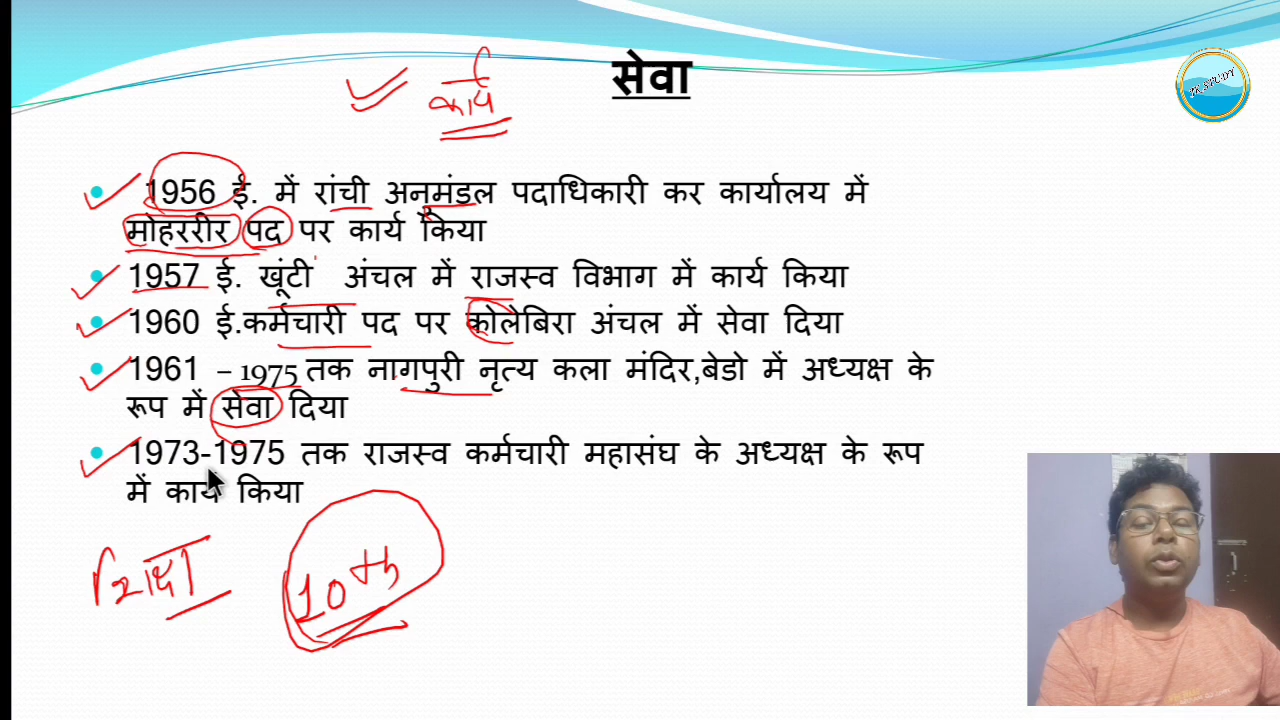 सेवा
कार्य
JKSTUDY
1956 ई. में रांची अनुमंडल पदाधिकारी कर कार्यालय में
मोहररीर पद पर कार्य किया
1957 ई. खूंटी अंचल में राजस्व विभाग में कार्य किया
1960 ई.कर्मचारी पद पर कोलेबिरा अंचल में सेवा दिया
1961 – 1975 तक नागपुरी नृत्य कला मंदिर,बेडो में अध्यक्ष के
रूप में सेवा दिया
1973-1975 तक राजस्व कर्मचारी महासंघ के अध्यक्ष के रूप
में कार्य किया
10th